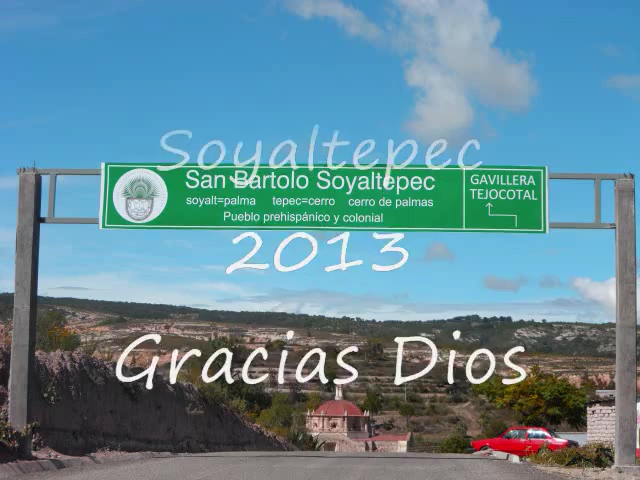 Soyaltepec
San Bartolo Soyaltepec
soyalt=palma tepec=cerro cerro de palmas
Pueblo prehispánico y colonial
GAVILLERA
TEJOCOTAL
2013
Gracias Dios